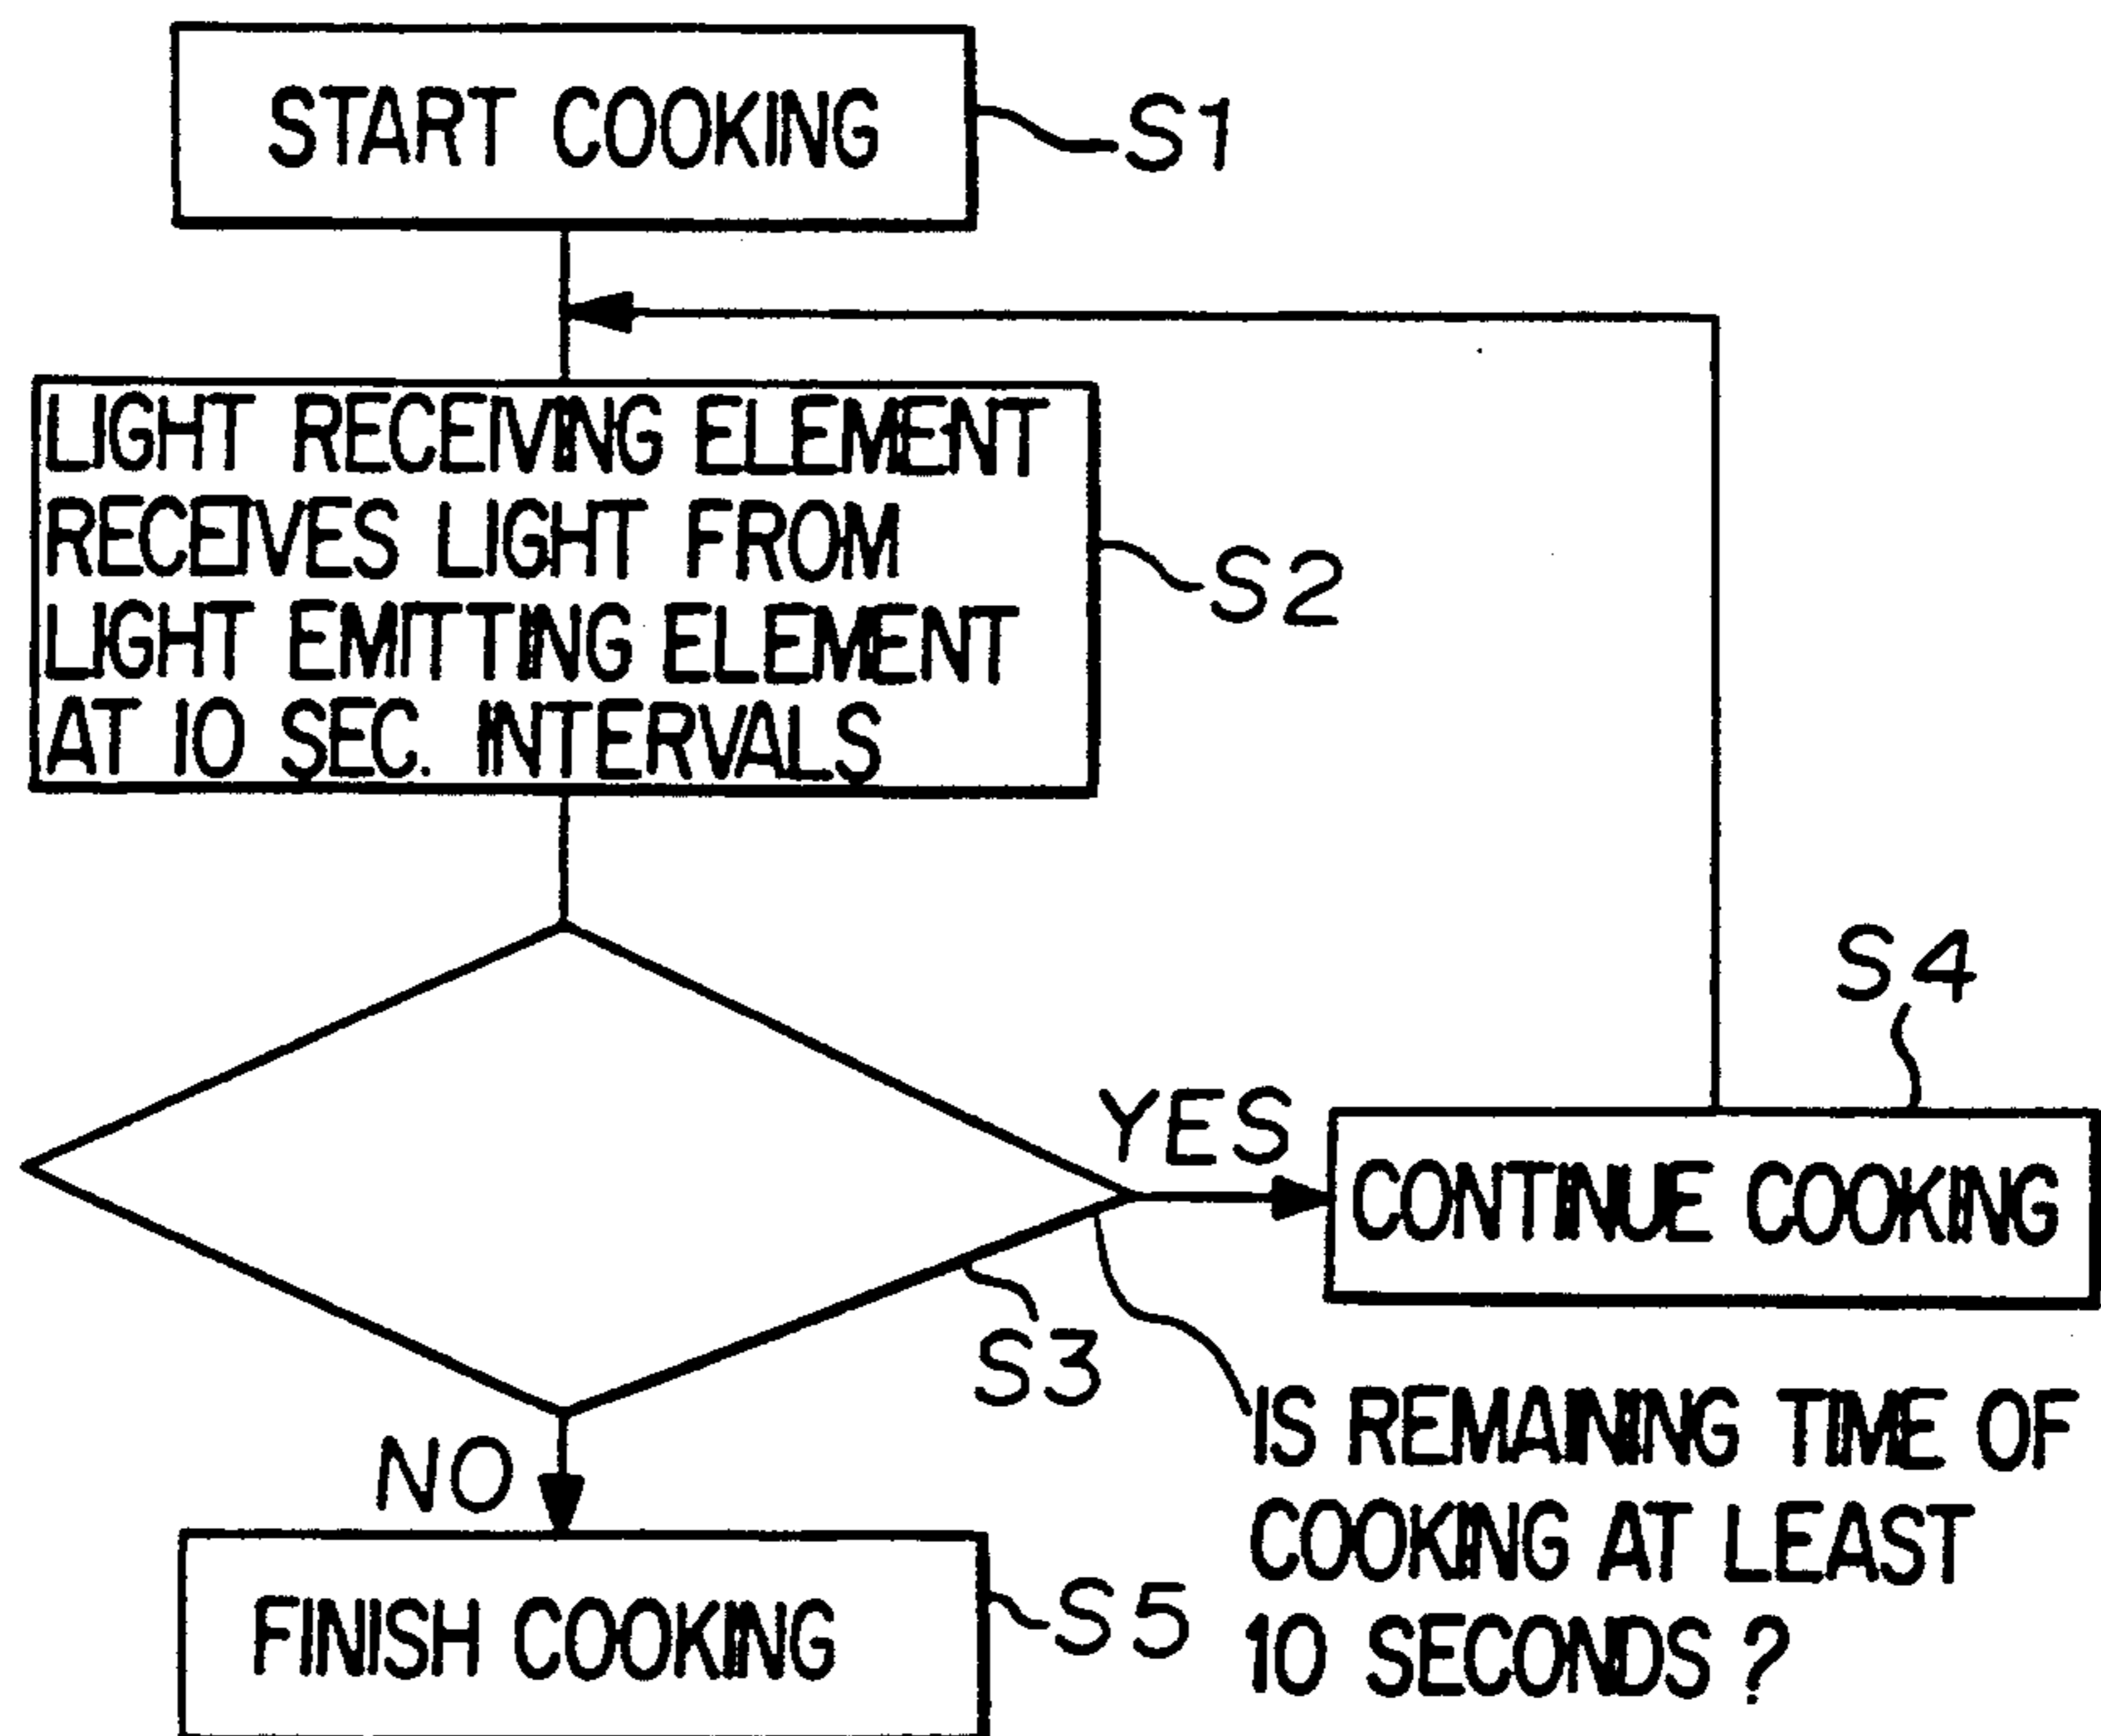 START COOKING
S1
LIGHT RECEIVING ELEMENT
RECEIVES LIGHT FROM
LIGHT EMITTING ELEMENT
AT 10 SEC. INTERVALS
S2
S4
YES
CONTINUE COOKING
S3
IS REMAINING TIME OF
COOKING AT LEAST
10 SECONDS ?
NO
FINISH COOKING
S5